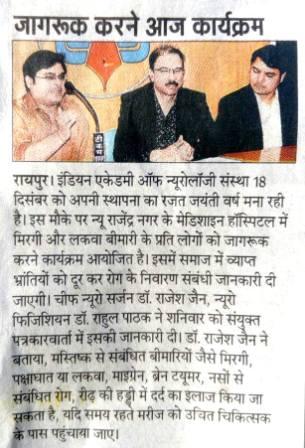 जागरूक करने आज कार्यक्रम
रायपुर। इंडियन एकेडमी ऑफ न्यूरोलॉजी संस्था 18
दिसंबर को अपनी स्थापना का रजत जयंती वर्ष मना रही
है। इस मौके पर न्यू राजेंद्र नगर के मेडिशाइन हॉस्पिटल में
मिरगी और लकवा बीमारी के प्रति लोगों को जागरूक
करने कार्यक्रम आयोजित है। इसमें समाज में व्याप्त
भ्रांतियों को दूर कर रोग के निवारण संबंधी जानकारी दी
जाएगी। चीफ न्यूरो सर्जन डॉ. राजेश जैन, न्यूरो
फिजिशियन डॉ. राहुल पाठक ने शनिवार को संयुक्त
पत्रकारवार्ता में इसकी जानकारी दी। डॉ. राजेश जैन ने
बताया, मस्तिष्क से संबंधित बीमारियों जैसे मिरगी,
पक्षाघात या लकवा, माइग्रेन, ब्रेन टयूमर, नसों से
संबंधित रोग, रीढ़ की हड्डी में दर्द का इलाज किया जा
सकता है, यदि समय रहते मरीज को उचित चिकित्सक
के पास पहुंचाया जाए।